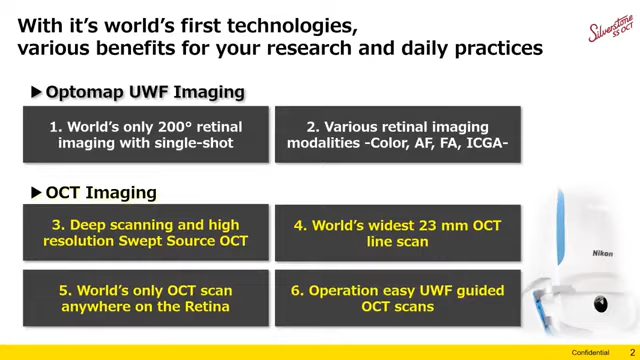 With it's world's first technologies,
various benefits for your research and daily practices
Silverstone
SS OCT
▶Optomap UWF Imaging
1. World's only 200° retinal
imaging with single-shot
2. Various retinal imaging
modalities -Color, AF, FA, ICGA-
▶OCT Imaging
3. Deep scanning and high
resolution Swept Source OCT
4. World's widest 23 mm OCT
line scan
5. World's only OCT scan
anywhere on the Retina
6. Operation easy UWF guided
OCT scans
Nikon
Confidential
2